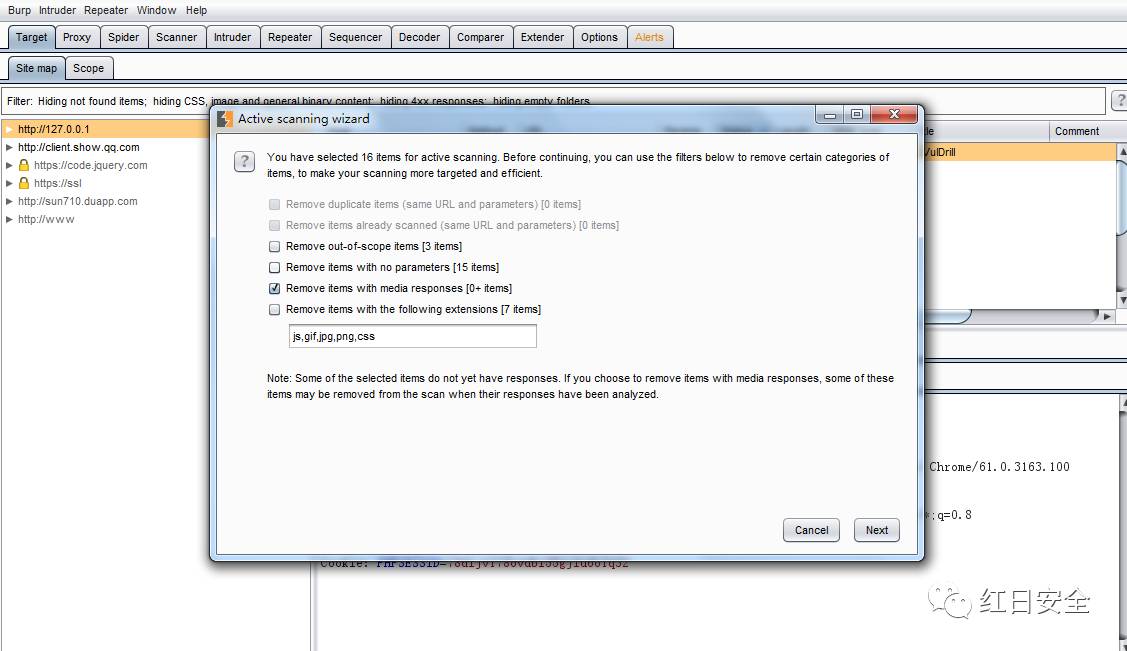 Burp Intruder Repeater Window Help
Target Proxy Spider Scanner Intruder Repeater Sequencer Decoder Comparer Extender Options Alerts
Site map Scope
Filter: Hiding not found items; hiding CSS, image and general binary content; hiding 4xx responses; hiding empty folders
?
http://127.0.0.1
http://client.show.qq.com
https://code.jquery.com
https://ssl
http://sun710.duapp.com
http://www
Comment
VulDrill
Active scanning wizard
? You have selected 16 items for active scanning. Before continuing, you can use the filters below to remove certain categories of
items, to make your scanning more targeted and efficient.
Remove duplicate items (same URL and parameters) [0 items]
Remove items already scanned (same URL and parameters) [0 items]
Remove out-of-scope items [3 items]
Remove items with no parameters [15 items]
Remove items with media responses [0+ items]
Remove items with the following extensions [7 items]
js,gif,jpg,png,css
Note: Some of the selected items do not yet have responses. If you choose to remove items with media responses, some of these
items may be removed from the scan when their responses have been analyzed.
Cancel Next
Chrome/61.0.3163.100
*;q=0.8
Cookie:
红日安全